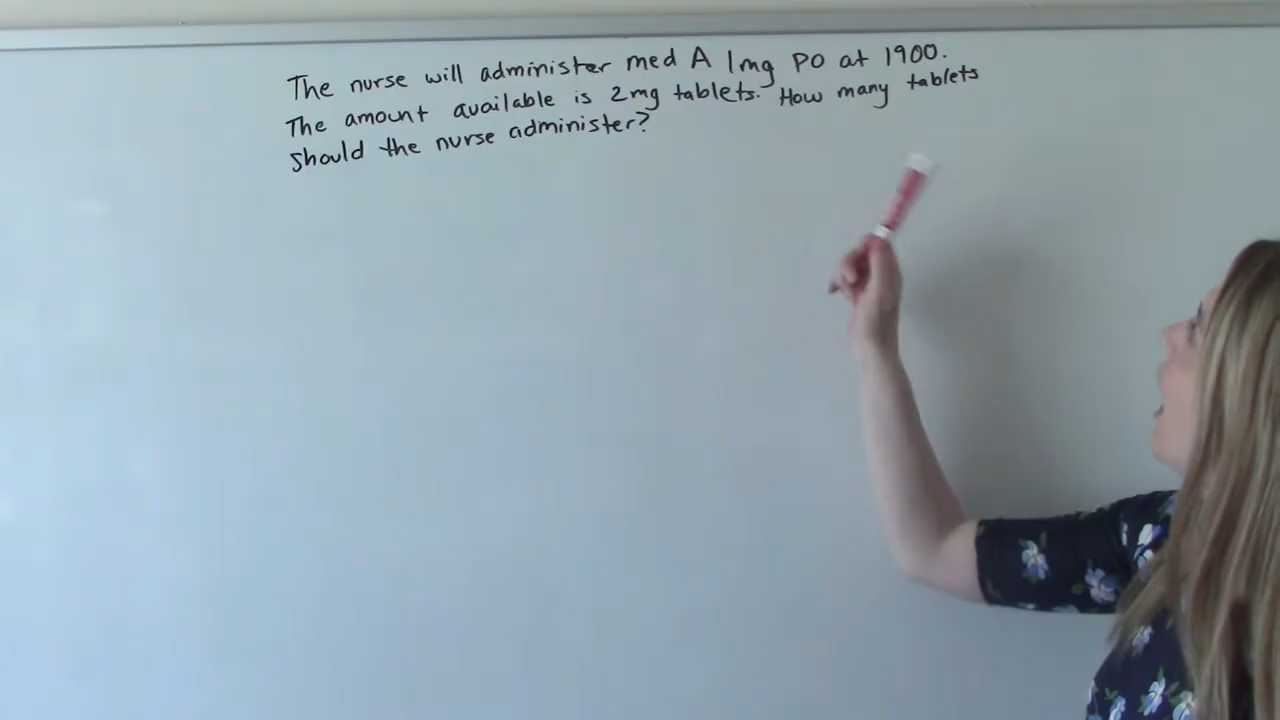 The nurse will administer med A 1mg PO at 1900.
The amount available is 2mg tablets. How many tablets
should the nurse administer?